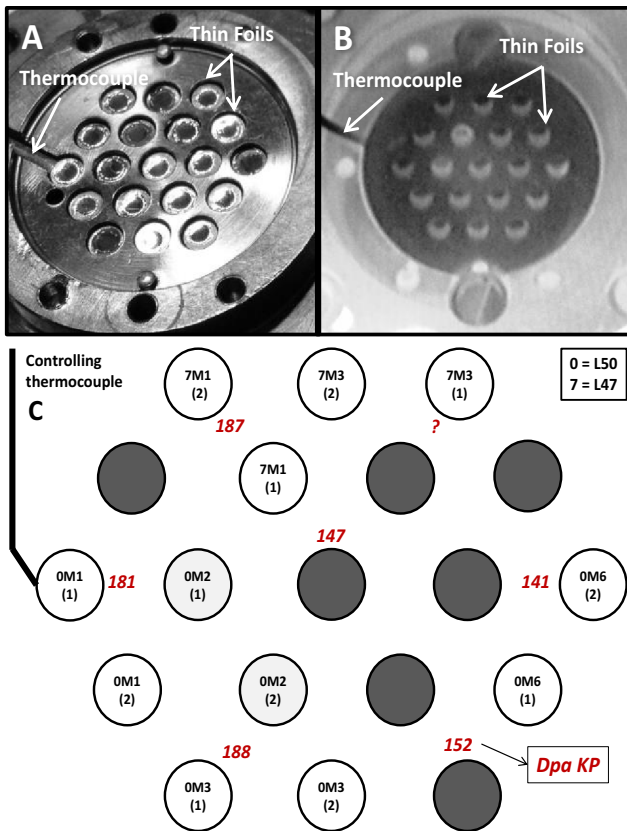 A
Thin Foils
Thermocouple
B
Thin Foils
Thermocouple
Controlling
thermocouple
C
7M1
(2)
7M3
(2)
7M3
(1)
0 = L50
7 = L47
187
?
7M1
(1)
147
0M1
(1)
181
0M2
(1)
141
0M6
(2)
0M1
(2)
0M2
(2)
0M6
(1)
188
152
Dpa KP
0M3
(1)
0M3
(2)